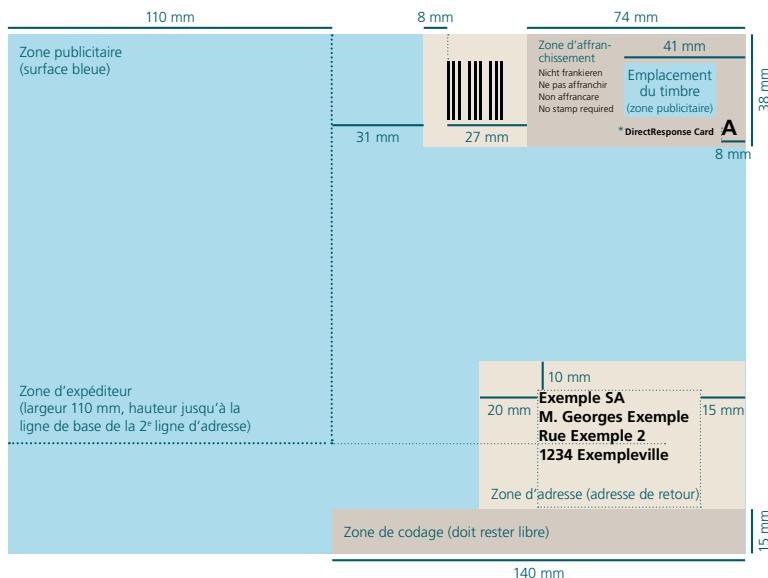 110 mm
8 mm
74 mm
Zone publicitaire
(surface bleue)
Zone d'affran-
chissement
Nicht frankieren
Ne pas affranchir
Non affrancare
No stamp required
41 mm
Emplacement
du timbre
(zone publicitaire)
* DirectResponse Card
A
38 mm
31 mm
27 mm
8 mm
Zone d'expéditeur
(largeur 110 mm, hauteur jusqu'à la
ligne de base de la 2e ligne d'adresse)
10 mm
20 mm
15 mm
Exemple SA
M. Georges Exemple
Rue Exemple 2
1234 Exempleville
Zone d'adresse (adresse de retour)
Zone de codage (doit rester libre)
15 mm
140 mm